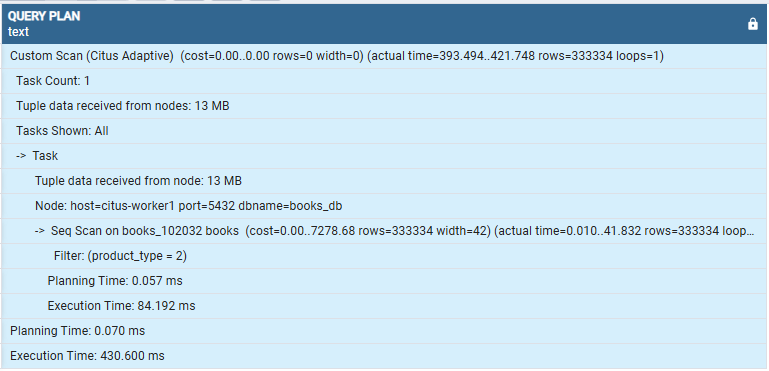 QUERY PLAN
text
Custom Scan (Citus Adaptive) (cost=0.00..0.00 rows=0 width=0) (actual time=393.494..421.748 rows=333334 loops=1)
Task Count: 1
Tuple data received from nodes: 13 MB
Tasks Shown: All
-> Task
Tuple data received from node: 13 MB
Node: host=citus-worker1 port=5432 dbname=books_db
-> Seq Scan on books_102032 books (cost=0.00..7278.68 rows=333334 width=42) (actual time=0.010..41.832 rows=333334 loop...
Filter: (product_type = 2)
Planning Time: 0.057 ms
Execution Time: 84.192 ms
Planning Time: 0.070 ms
Execution Time: 430.600 ms